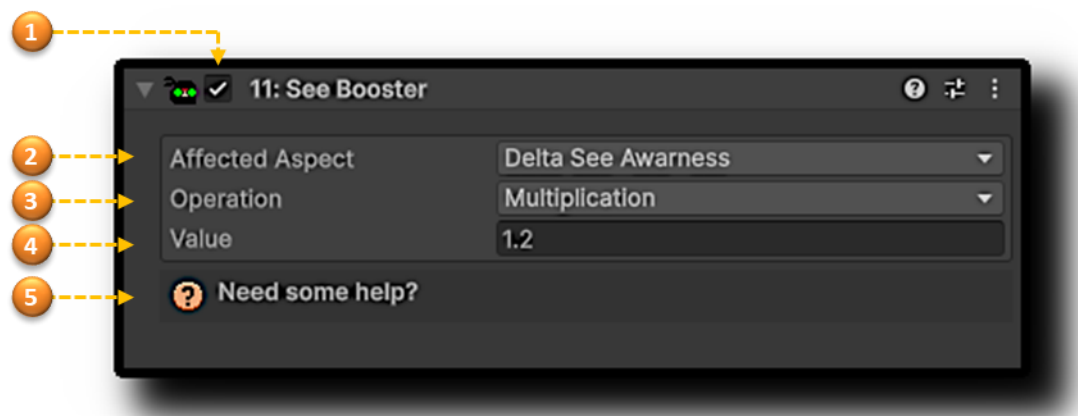 1
11: See Booster
2 Affected Aspect Delta See Awarness
3 Operation Multiplication
4 Value 1.2
5 Need some help?